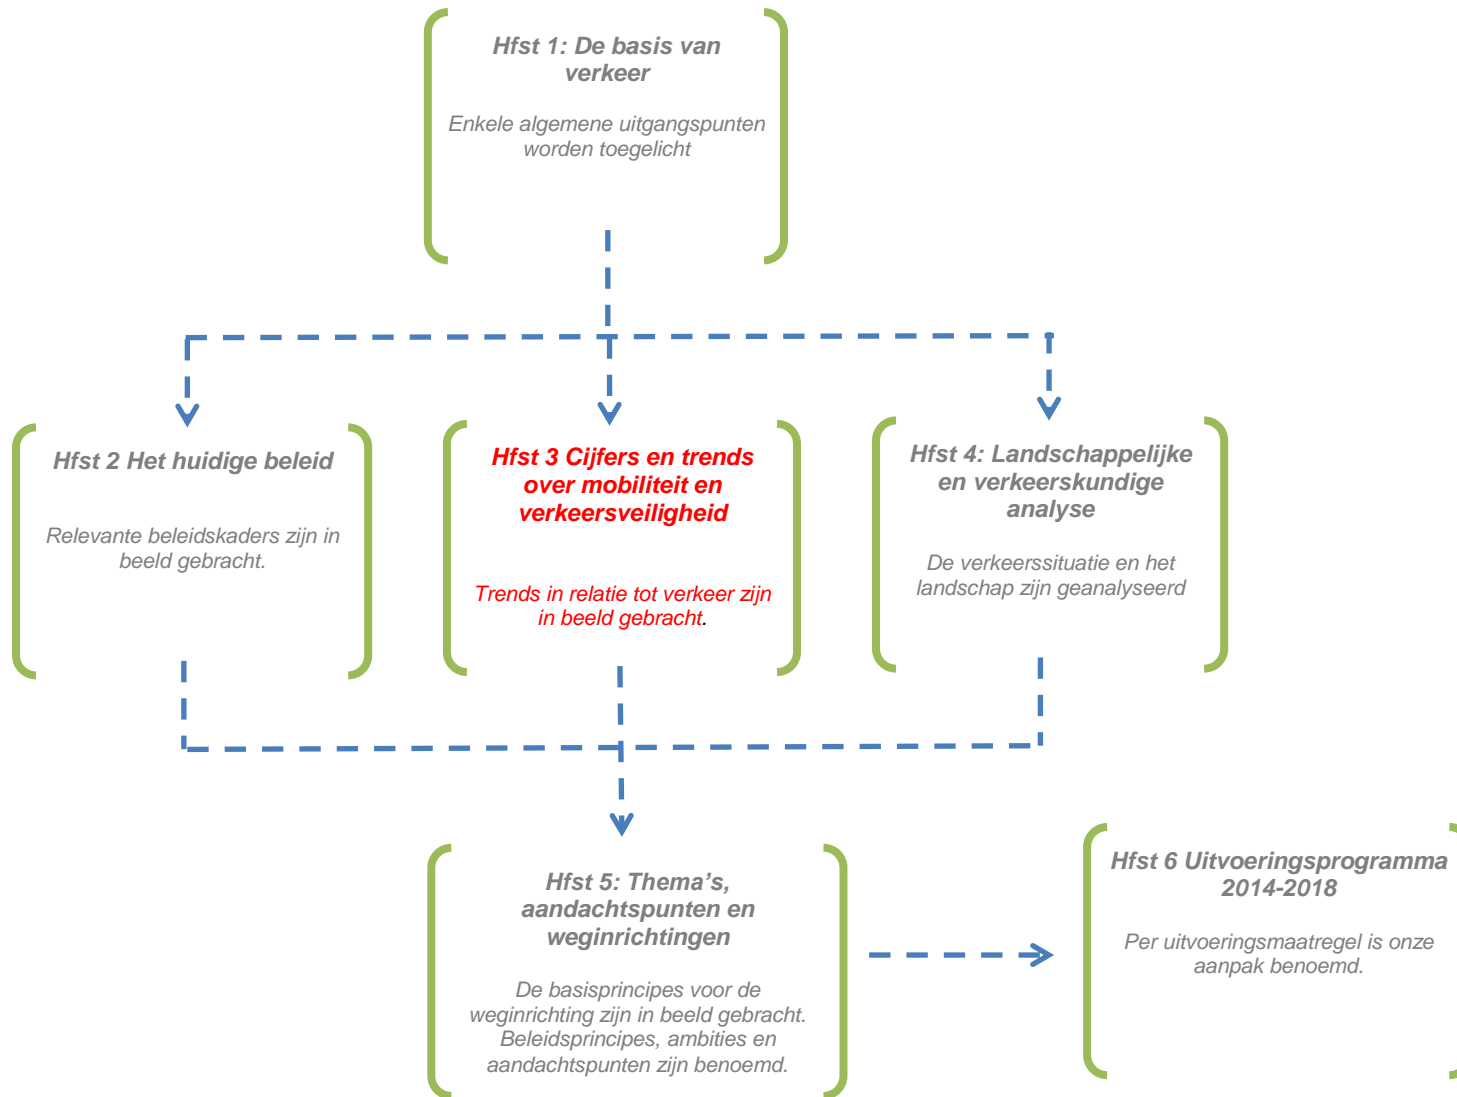 Hfst 1: De basis van
verkeer
Enkele algemene uitgangspunten
worden toegelicht
Hfst 2 Het huidige beleid
Relevante beleidskaders zijn in
beeld gebracht.
Hfst 3 Cijfers en trends
over mobiliteit en
verkeersveiligheid
Trends in relatie tot verkeer zijn
in beeld gebracht.
Hfst 4: Landschappelijke
en verkeerskundige
analyse
De verkeerssituatie en het
landschap zijn geanalyseerd
Hfst 5: Thema's,
aandachtspunten en
weginrichtingen
De basisprincipes voor de
weginrichting zijn in beeld gebracht.
Beleidsprincipes, ambities en
aandachtspunten zijn benoemd.
Hfst 6 Uitvoeringsprogramma
2014-2018
Per uitvoeringsmaatregel is onze
aanpak benoemd.